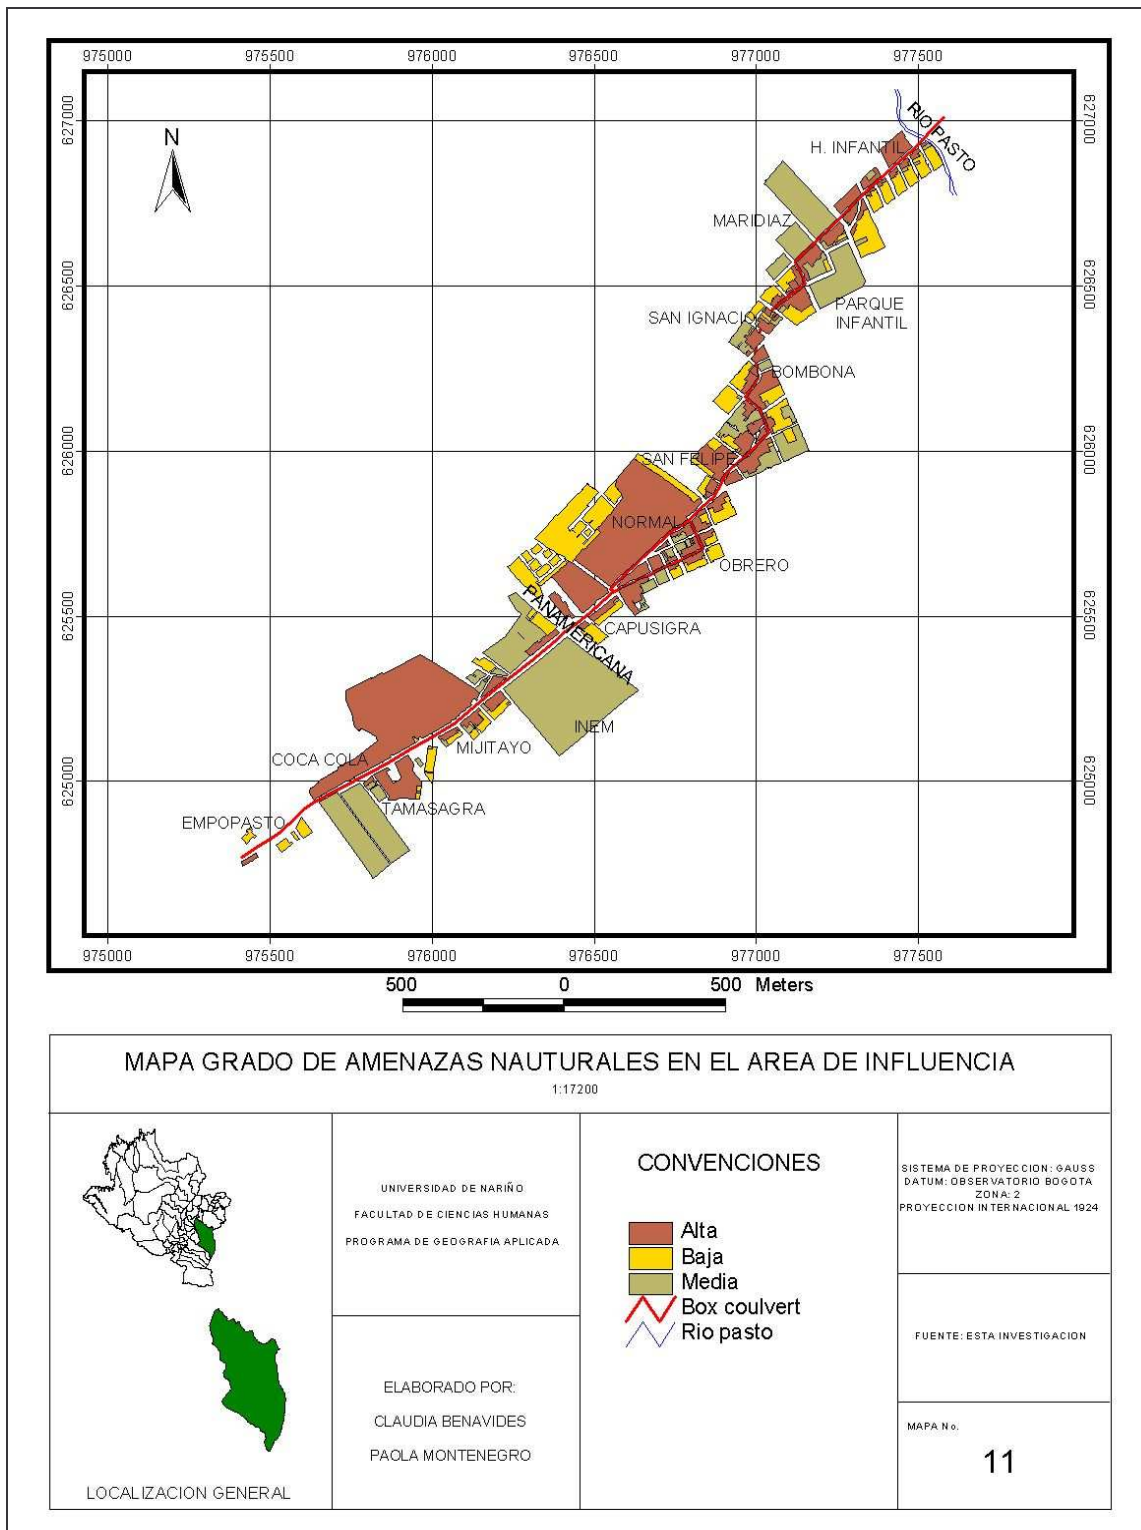 975000 975500 976000 976500 977000 977500
627000 627000
626500 626500
626000 626000
625500 625500
625000 625000
N
RIO PASTO
H. INFANTIL
MARIDIAZ
PARQUE
INFANTIL
SAN IGNACIO
BOMBONA
SAN FELIPE
NORMAL
OBRERO
PANAMERICANA
CAPUSIGRA
INEM
MIJITAYO
COCA COLA
TAMASAGRA
EMPOPASTO
975000 975500 976000 976500 977000 977500
500 0 500 Meters
MAPA GRADO DE AMENAZAS NAUTURALES EN EL AREA DE INFLUENCIA
1:17200
LOCALIZACION GENERAL
UNIVERSIDAD DE NARIÑO
FACULTAD DE CIENCIAS HUMANAS
PROGRAMA DE GEOGRAFIA APLICADA
ELABORADO POR:
CLAUDIA BENAVIDES
PAOLA MONTENEGRO
CONVENCIONES
Alta
Baja
Media
Box coulvert
Rio pasto
SISTEMA DE PROYECCION: GAUSS
DATUM: OBSERVATORIO BOGOTA
ZONA: 2
PROYECCION INTERNACIONAL 1924
FUENTE: ESTA INVESTIGACION
MAPA No.
11